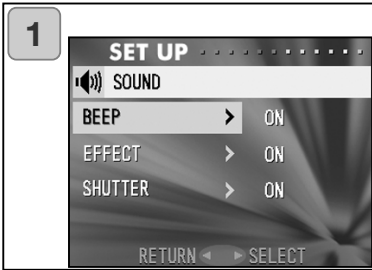 1
SET UP
SOUND
BEEP > ON
EFFECT > ON
SHUTTER > ON
RETURN ◄ ► SELECT